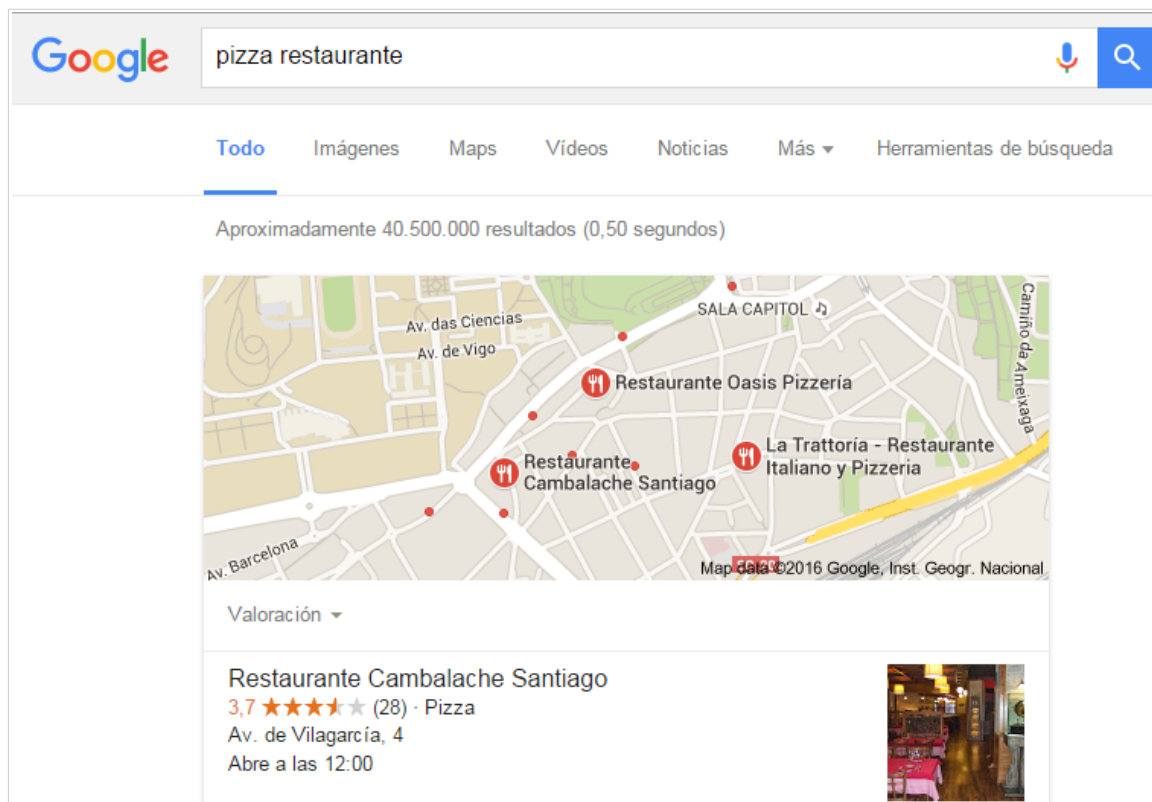 Google
pizza restaurante
Todo Imágenes Maps Vídeos Noticias Más Herramientas de búsqueda
Aproximadamente 40.500.000 resultados (0,50 segundos)
SALA CAPITOL
Av. das Ciencias
Av. de Vigo
Camiño da Ameixaga
Restaurante Oasis Pizzería
La Trattoría - Restaurante
Italiano y Pizzeria
Restaurante
Cambalache Santiago
Av. Barcelona
Map data ©2016 Google, Inst. Geogr. Nacional
Valoración
Restaurante Cambalache Santiago
3,7 (28) · Pizza
Av. de Vilagarcía, 4
Abre a las 12:00